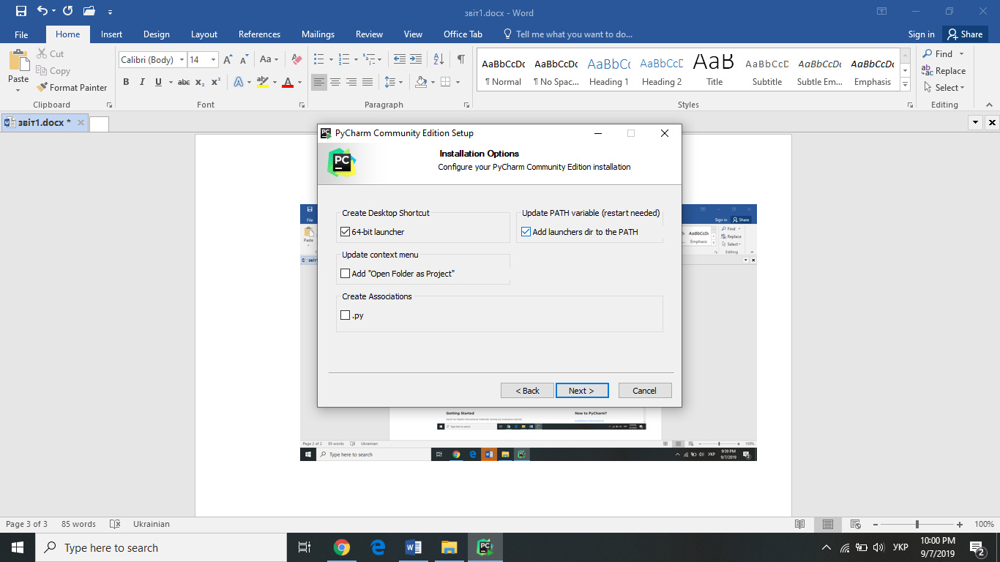 звіт1.docx - Word
File Home Insert Design Layout References Mailings Review View Office Tab Tell me what you want to do... Sign in Share
Paste
Cut
Copy
Format Painter
Clipboard
Calibri (Body) 14
Font
Paragraph
AaBbCcDc AaBbCcDc AaBbCc AaBbCcD AaB AaBbCcD AaBbCcDc AaBbCcDc
¶ Normal ¶ No Spac... Heading 1 Heading 2 Title Subtitle Subtle Em... Emphasis
Styles
Find
Replace
Select
Editing
звіт1.docx *
PyCharm Community Edition Setup
PC
Installation Options
Configure your PyCharm Community Edition installation
Create Desktop Shortcut
64-bit launcher
Update PATH variable (restart needed)
Add launchers dir to the PATH
Update context menu
Add "Open Folder as Project"
Create Associations
.py
< Back Next > Cancel
File
Paste
Sign in Share
AaBbCcDc
Emphasis
Find
Replace
Select
Editing
Getting Started New to PyCharm?
Type here to search
Page 2 of 2 85 words Ukrainian 100%
Type here to search
УКР 9:59 PM
9/7/2019
Page 3 of 3 85 words Ukrainian 100%
Type here to search
УКР 10:00 PM
9/7/2019
2